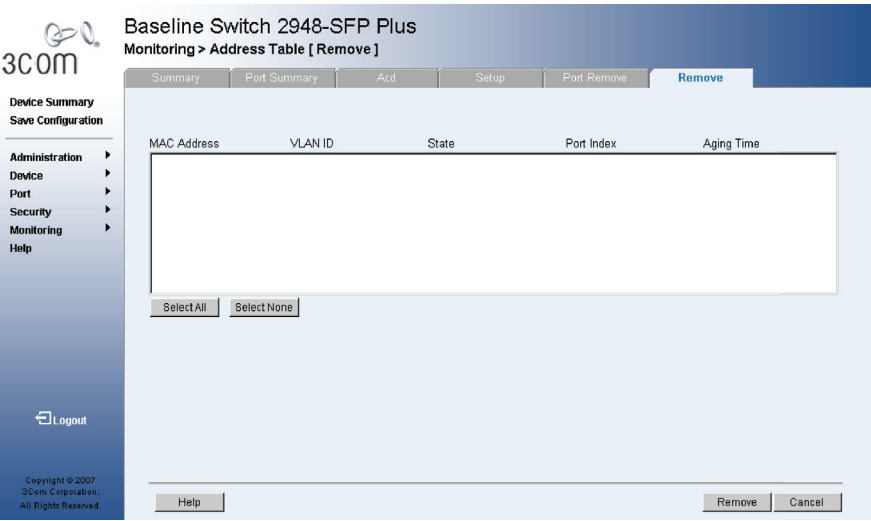 3COM
Baseline Switch 2948-SFP Plus
Monitoring > Address Table [ Remove ]
Summary Port Summary Add Setup Port Remove Remove
Device Summary
Save Configuration
Administration
Device
Port
Security
Monitoring
Help
MAC Address VLAN ID State Port Index Aging Time
Select All Select None
Logout
Copyright © 2007
3Com Corporation.
All Rights Reserved.
Help Remove Cancel